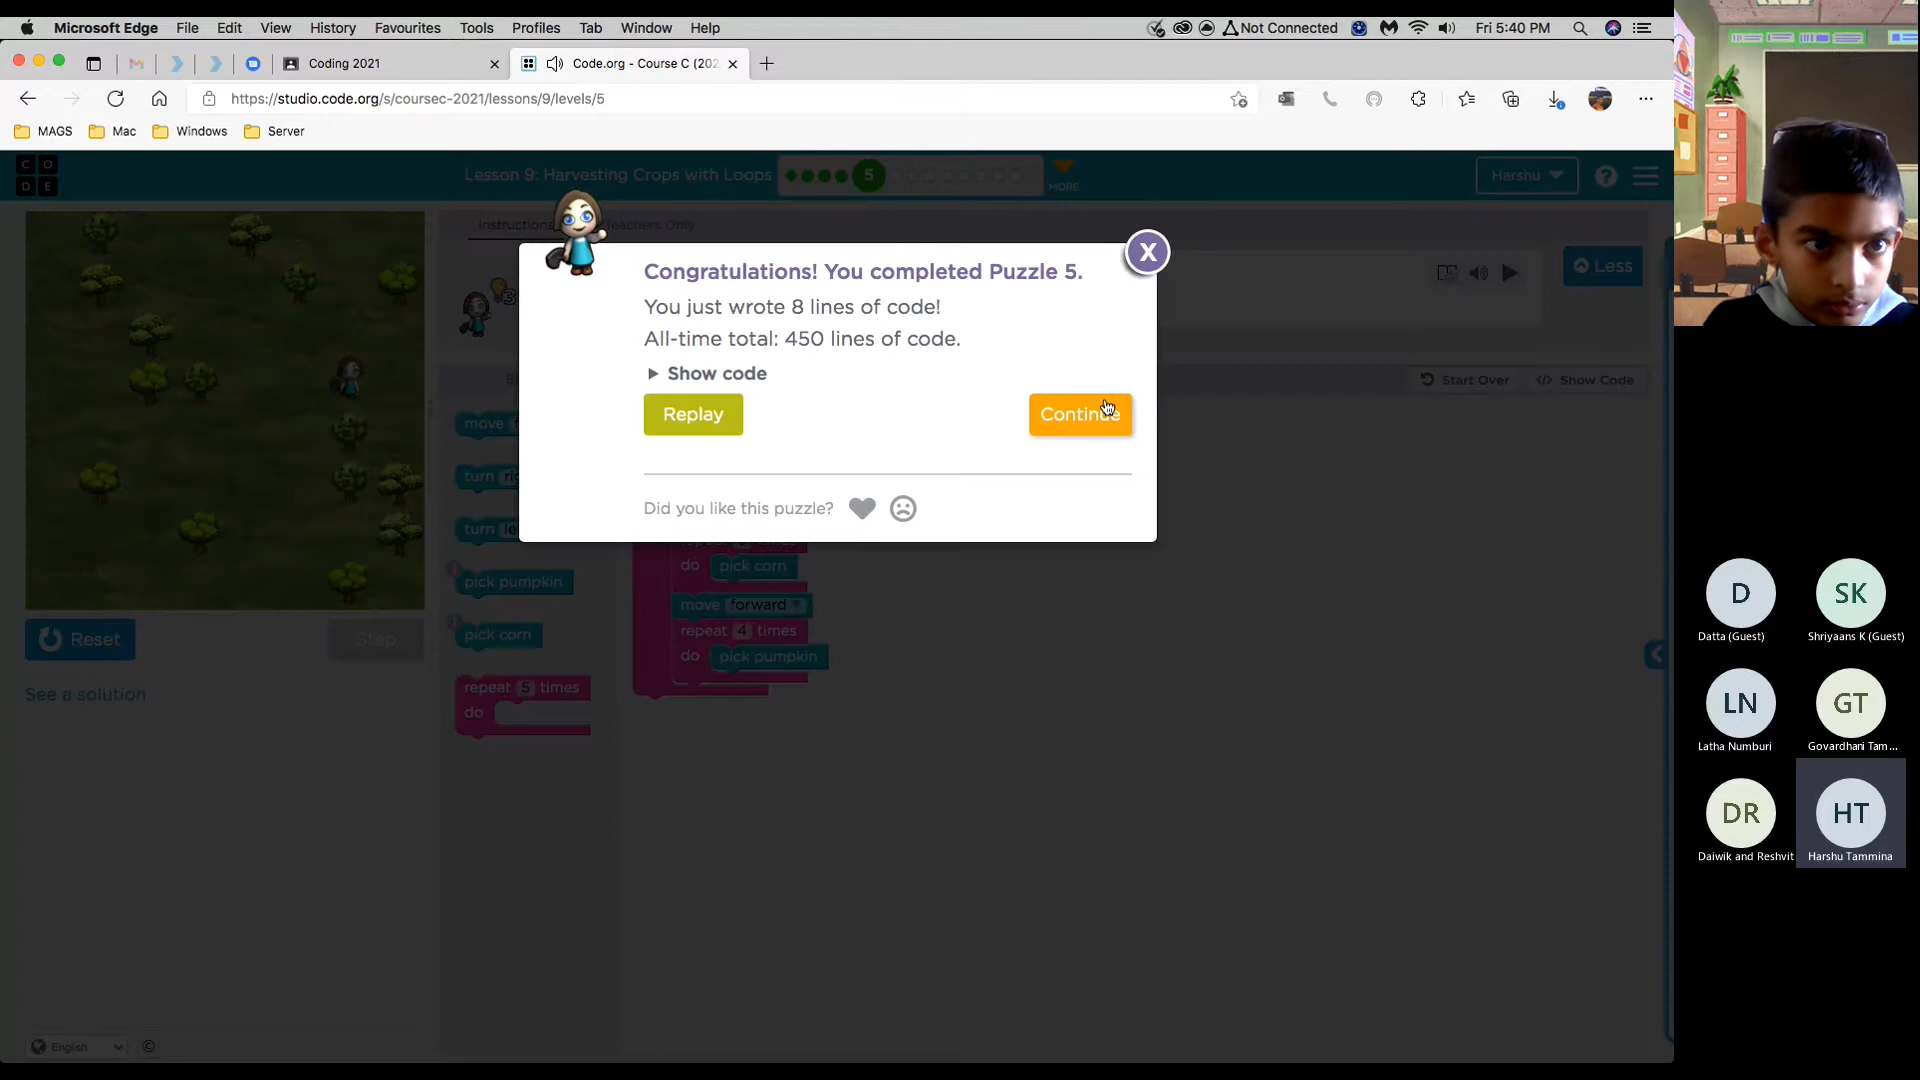 Microsoft Edge File Edit View History Favourites Tools Profiles Tab Window Help Not Connected Fri 5:40 PM
Coding 2021 Code.org - Course C (202
https://studio.code.org/s/coursec-2021/lessons/9/levels/5
MAGS Mac Windows Server
C O D E
Lesson 9: Harvesting Crops with Loops 5 MORE Harshu
Instructions Teachers Only
3
Less
X
Congratulations! You completed Puzzle 5.
You just wrote 8 lines of code!
All-time total: 450 lines of code.
Show code
Replay Continue
Did you like this puzzle?
Start Over Show Code
move
turn
turn
pick pumpkin
pick corn
repeat 5 times
do
times
do pick corn
move forward
repeat 4 times
do pick pumpkin
Reset Step
See a solution
English
D SK
Datta (Guest) Shriyaans K (Guest)
LN GT
Latha Numburi Govardhani Tam...
DR HT
Daiwik and Reshvit Harshu Tammina